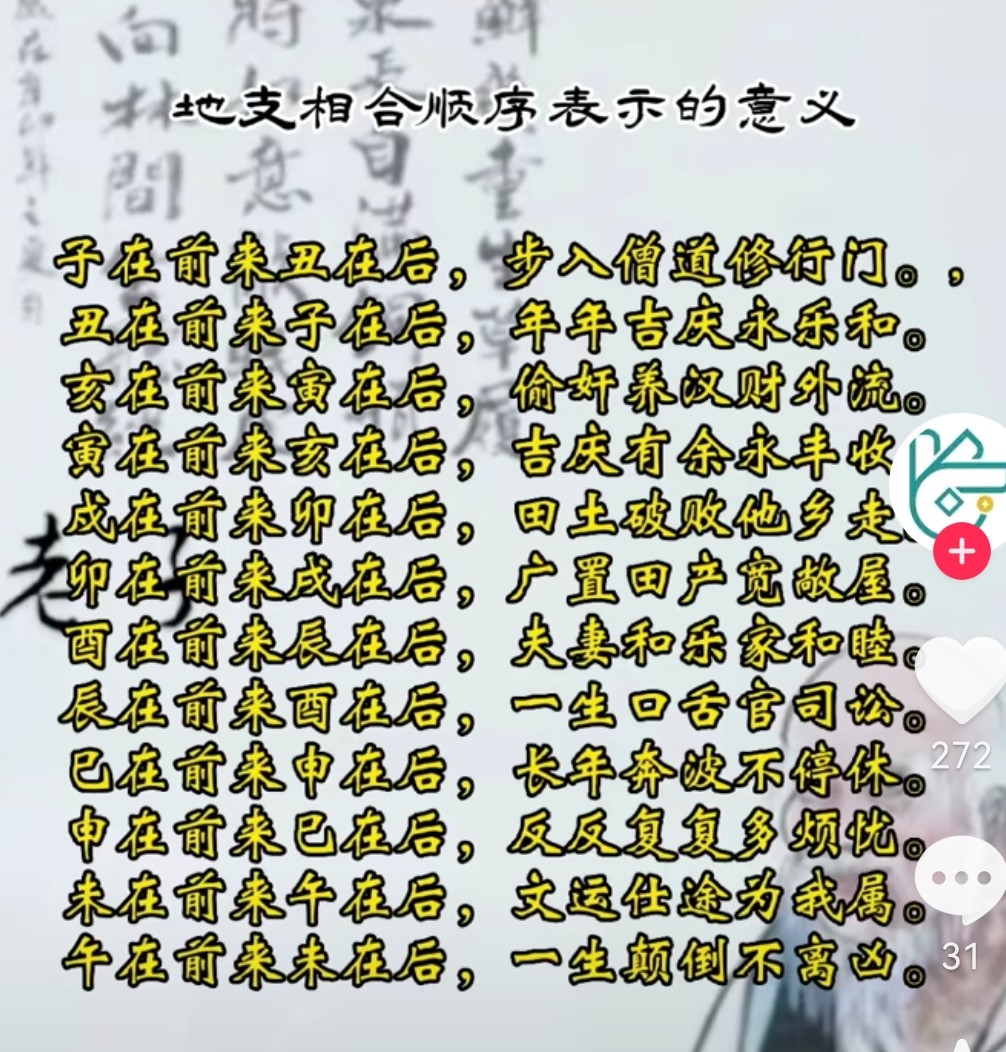 地支相合顺序表示的意义
子在前来丑在后，步入僧道修行门。，
丑在前来子在后，年年吉庆永乐和。
亥在前来寅在后，偷奸养汉财外流。
寅在前来亥在后，吉庆有余永丰收
戌在前来卯在后，田土破败他乡走。
卯在前来戌在后，广置田产宽敞屋。
酉在前来辰在后，夫妻和乐家和睦。
辰在前来酉在后，一生口舌官司讼。
巳在前来申在后，长年奔波不停休。
申在前来巳在后，反反复复多烦忧。
未在前来午在后，文运仕途为我属。
午在前来未在后，一生颠倒不离凶。
272
31
向林間
老子